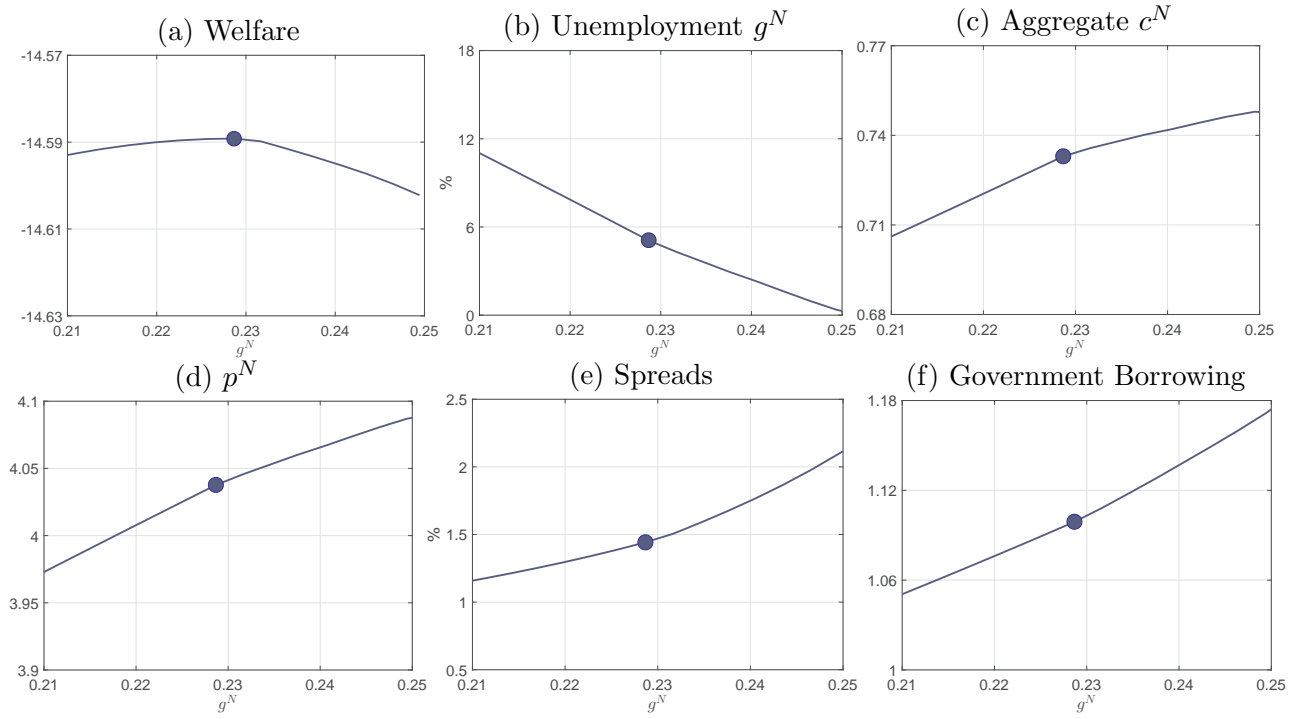 (a) Welfare
-14.57
-14.59
-14.61
-14.63
0.21 0.22 0.23 0.24 0.25
g^N
(b) Unemployment g^N
18
12
6
0
%
0.21 0.22 0.23 0.24 0.25
g^N
(c) Aggregate c^N
0.77
0.74
0.71
0.68
0.21 0.22 0.23 0.24 0.25
g^N
(d) p^N
4.1
4.05
4
3.95
3.9
0.21 0.22 0.23 0.24 0.25
g^N
(e) Spreads
2.5
2
1.5
1
0.5
%
0.21 0.22 0.23 0.24 0.25
g^N
(f) Government Borrowing
1.18
1.12
1.06
1
0.21 0.22 0.23 0.24 0.25
g^N